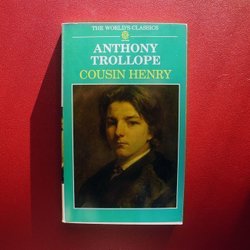 THE WORLD'S CLASSICS
ANTHONY
TROLLOPE
COUSIN HENRY